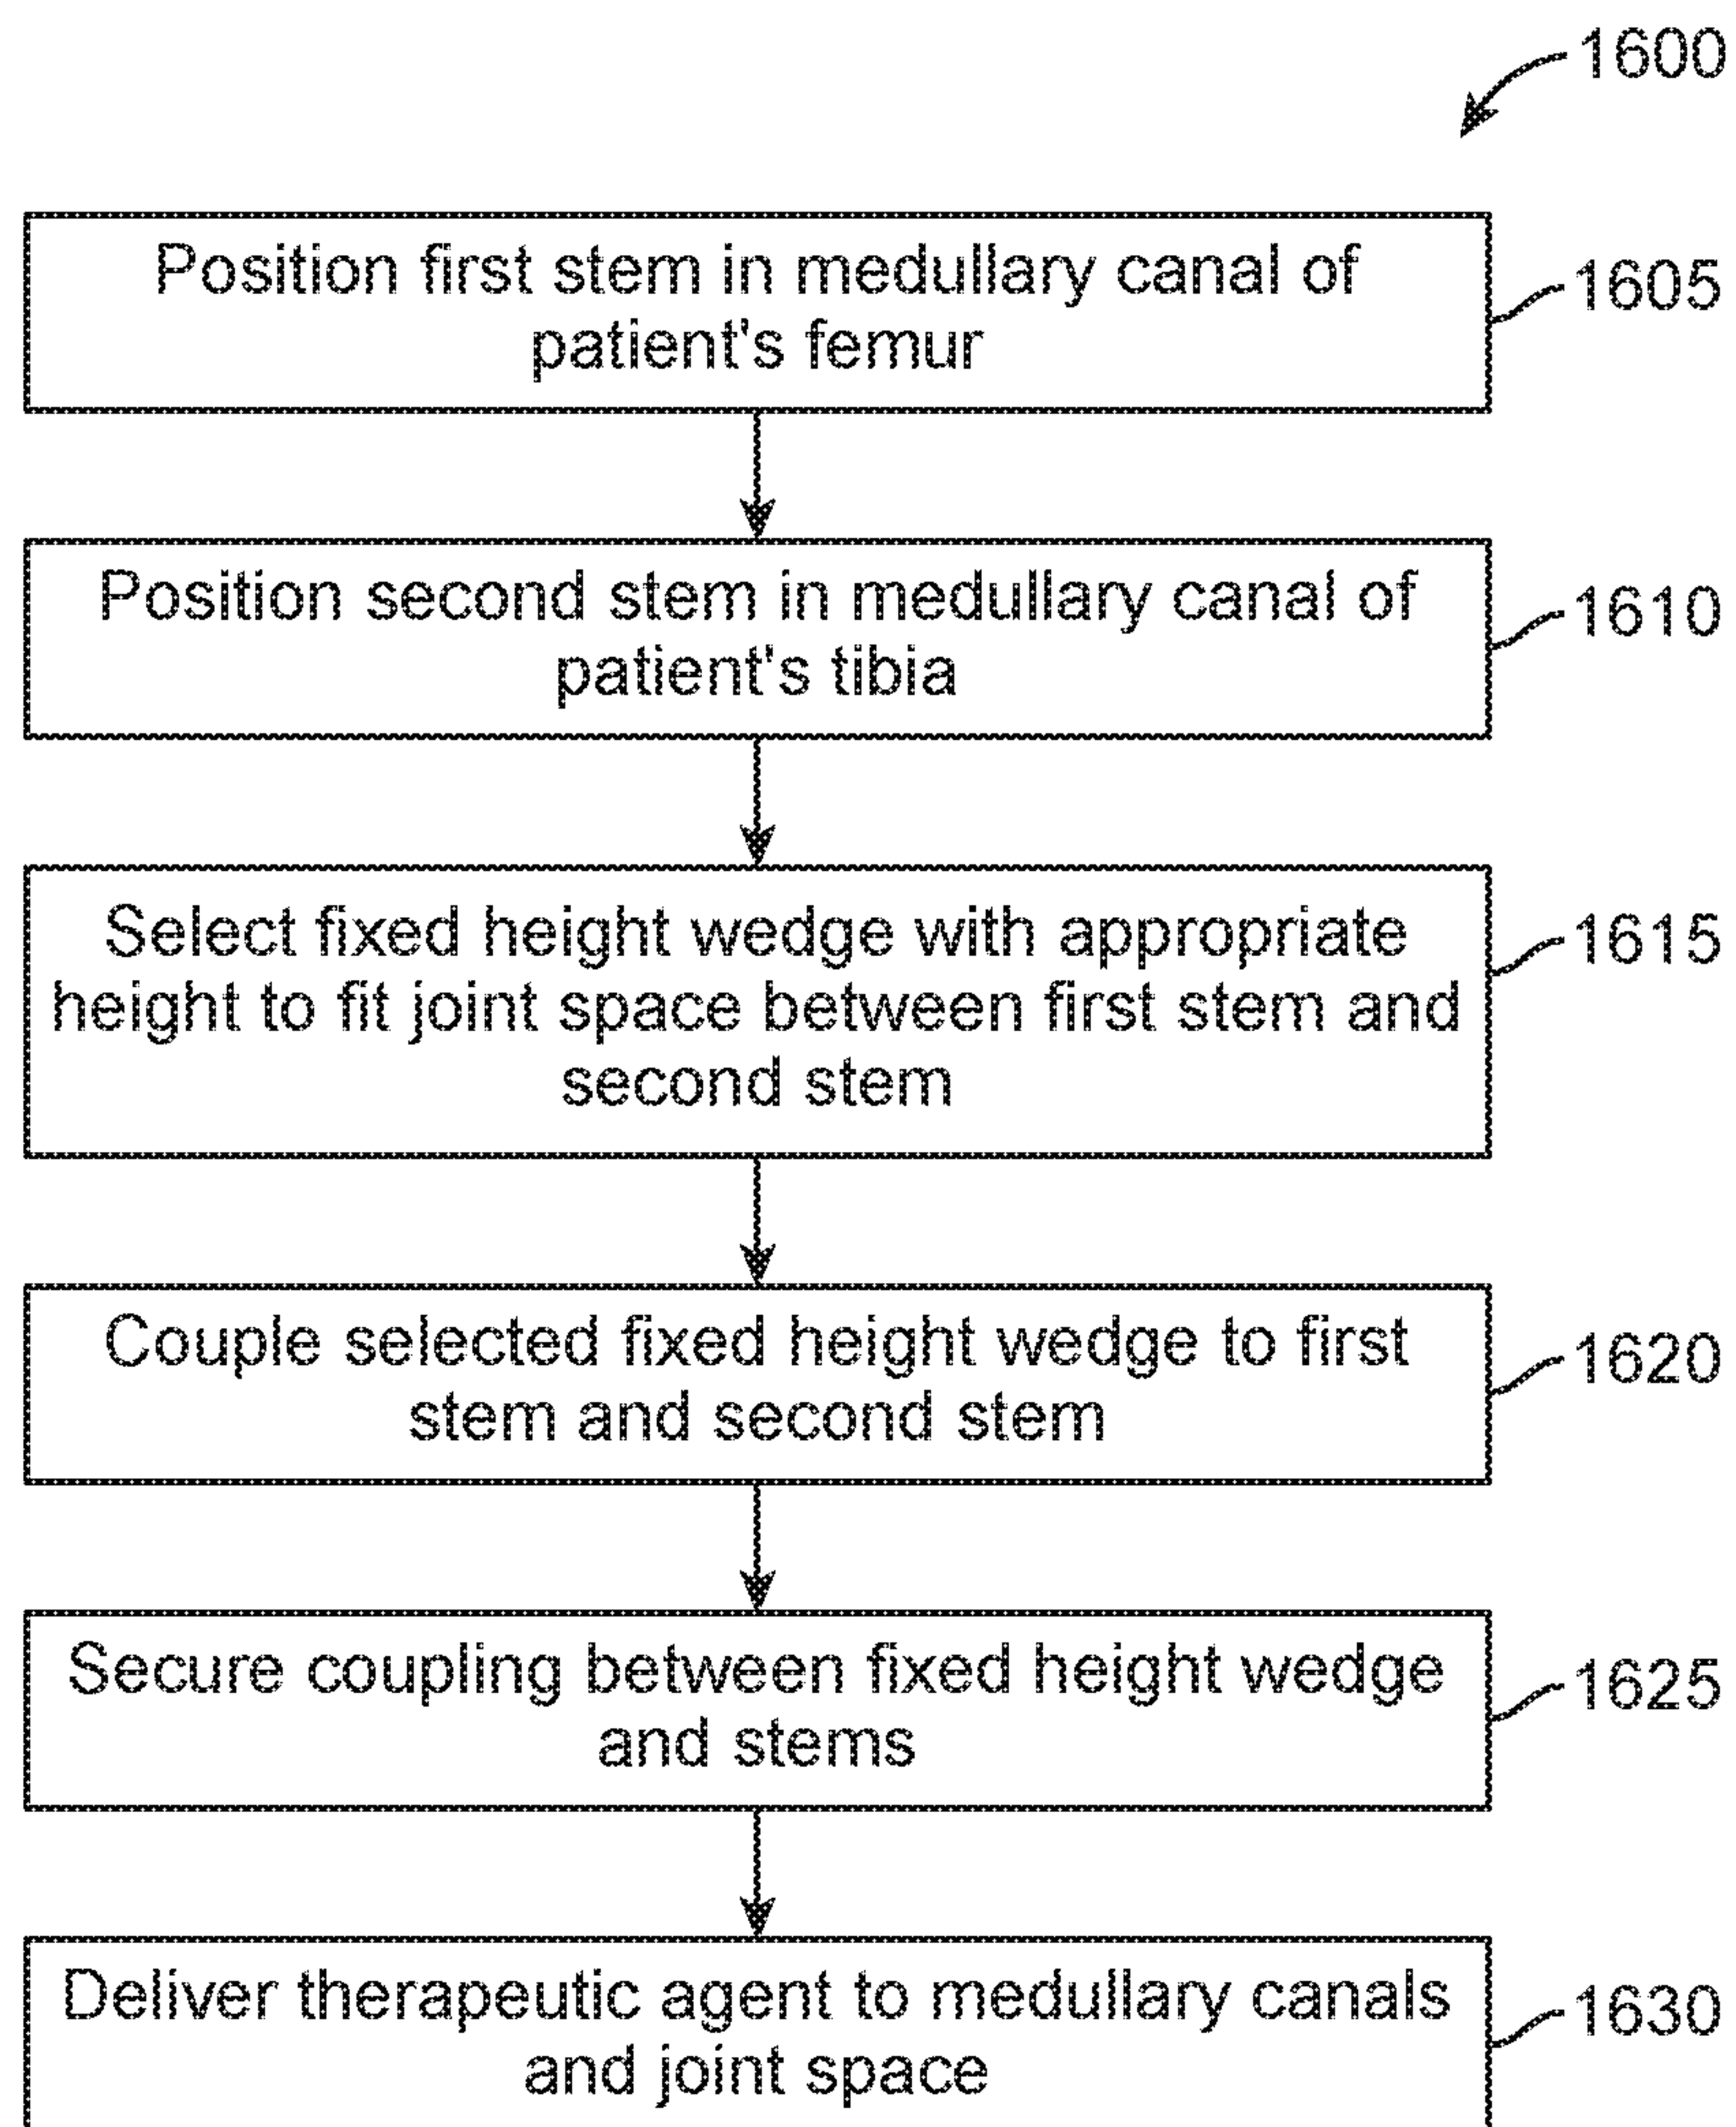 1600
Position first stem in medullary canal of
patient's femur
1605
Position second stem in medullary canal of
patient's tibia
1610
Select fixed height wedge with appropriate
height to fit joint space between first stem and
second stem
1615
Couple selected fixed height wedge to first
stem and second stem
1620
Secure coupling between fixed height wedge
and stems
1625
Deliver therapeutic agent to medullary canals
and joint space
1630